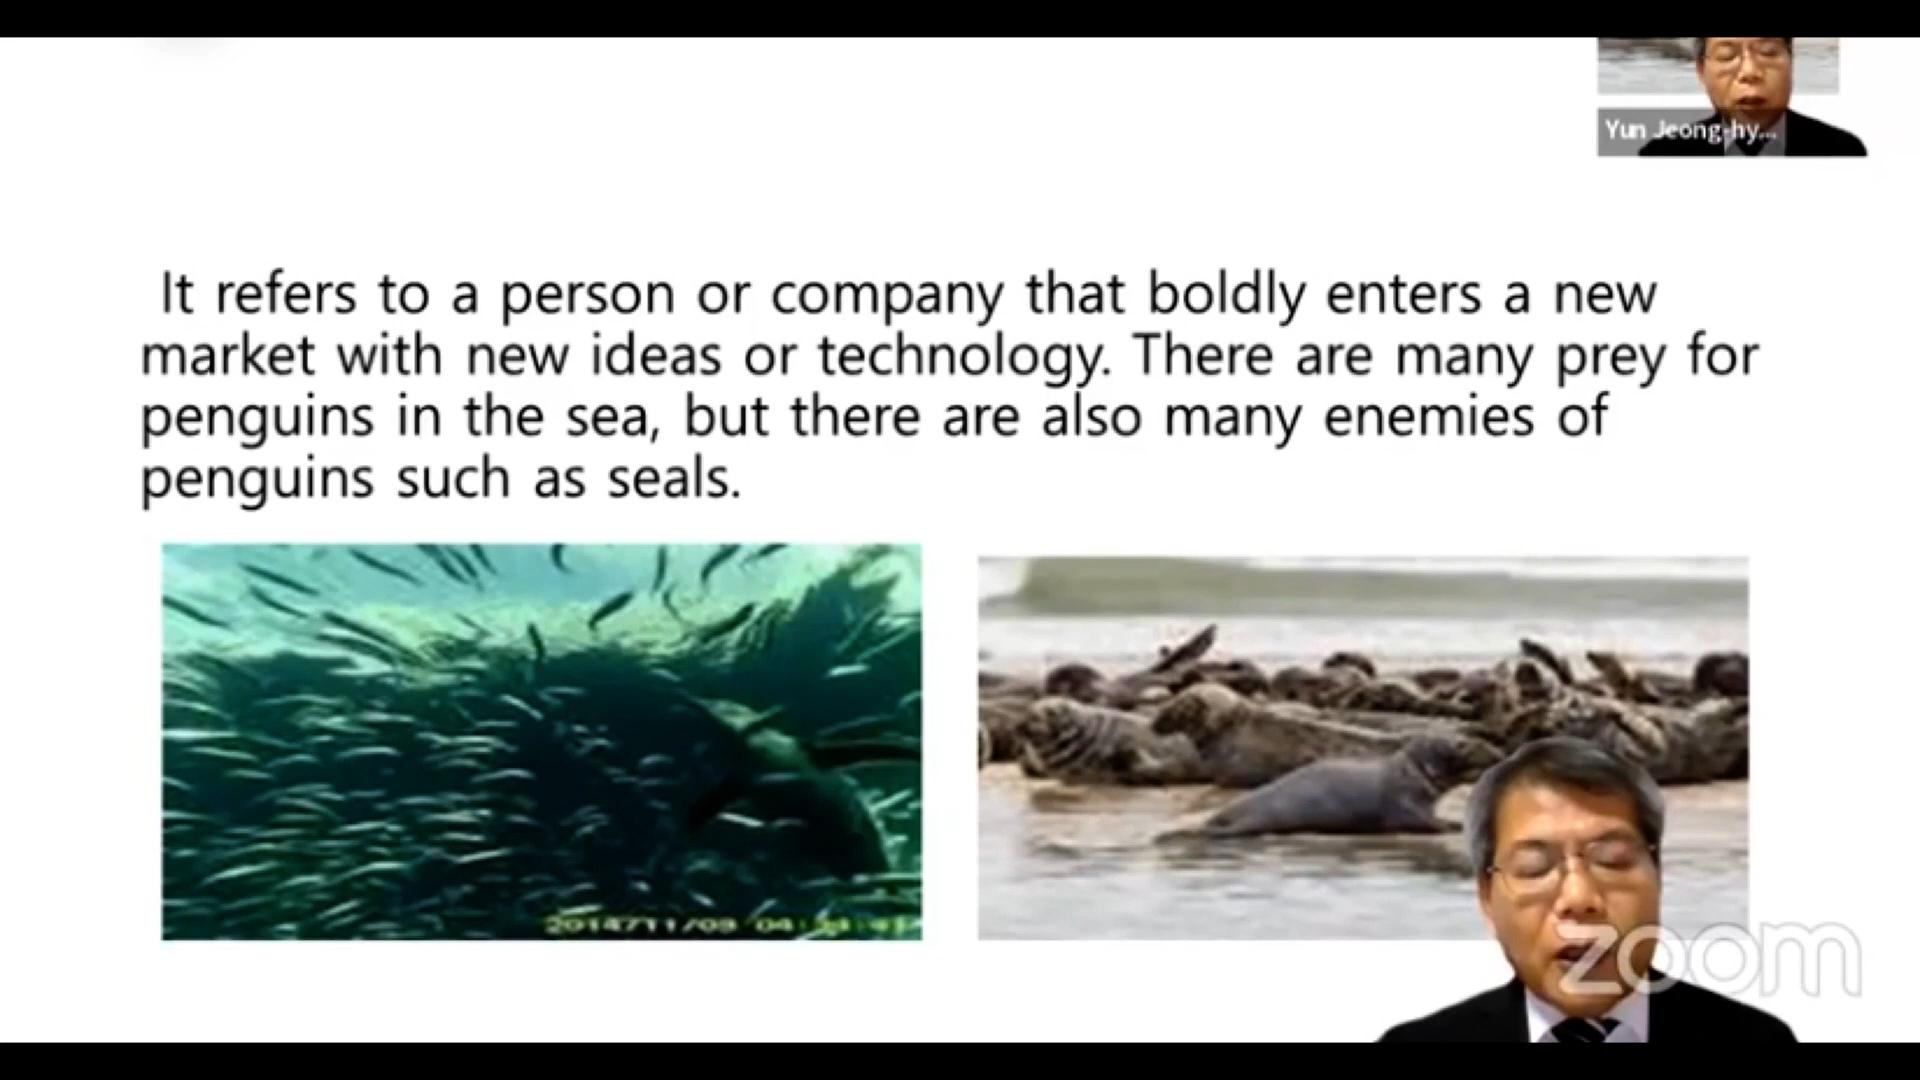 Yun Jeong-hy...
It refers to a person or company that boldly enters a new
market with new ideas or technology. There are many prey for
penguins in the sea, but there are also many enemies of
penguins such as seals.
zoom